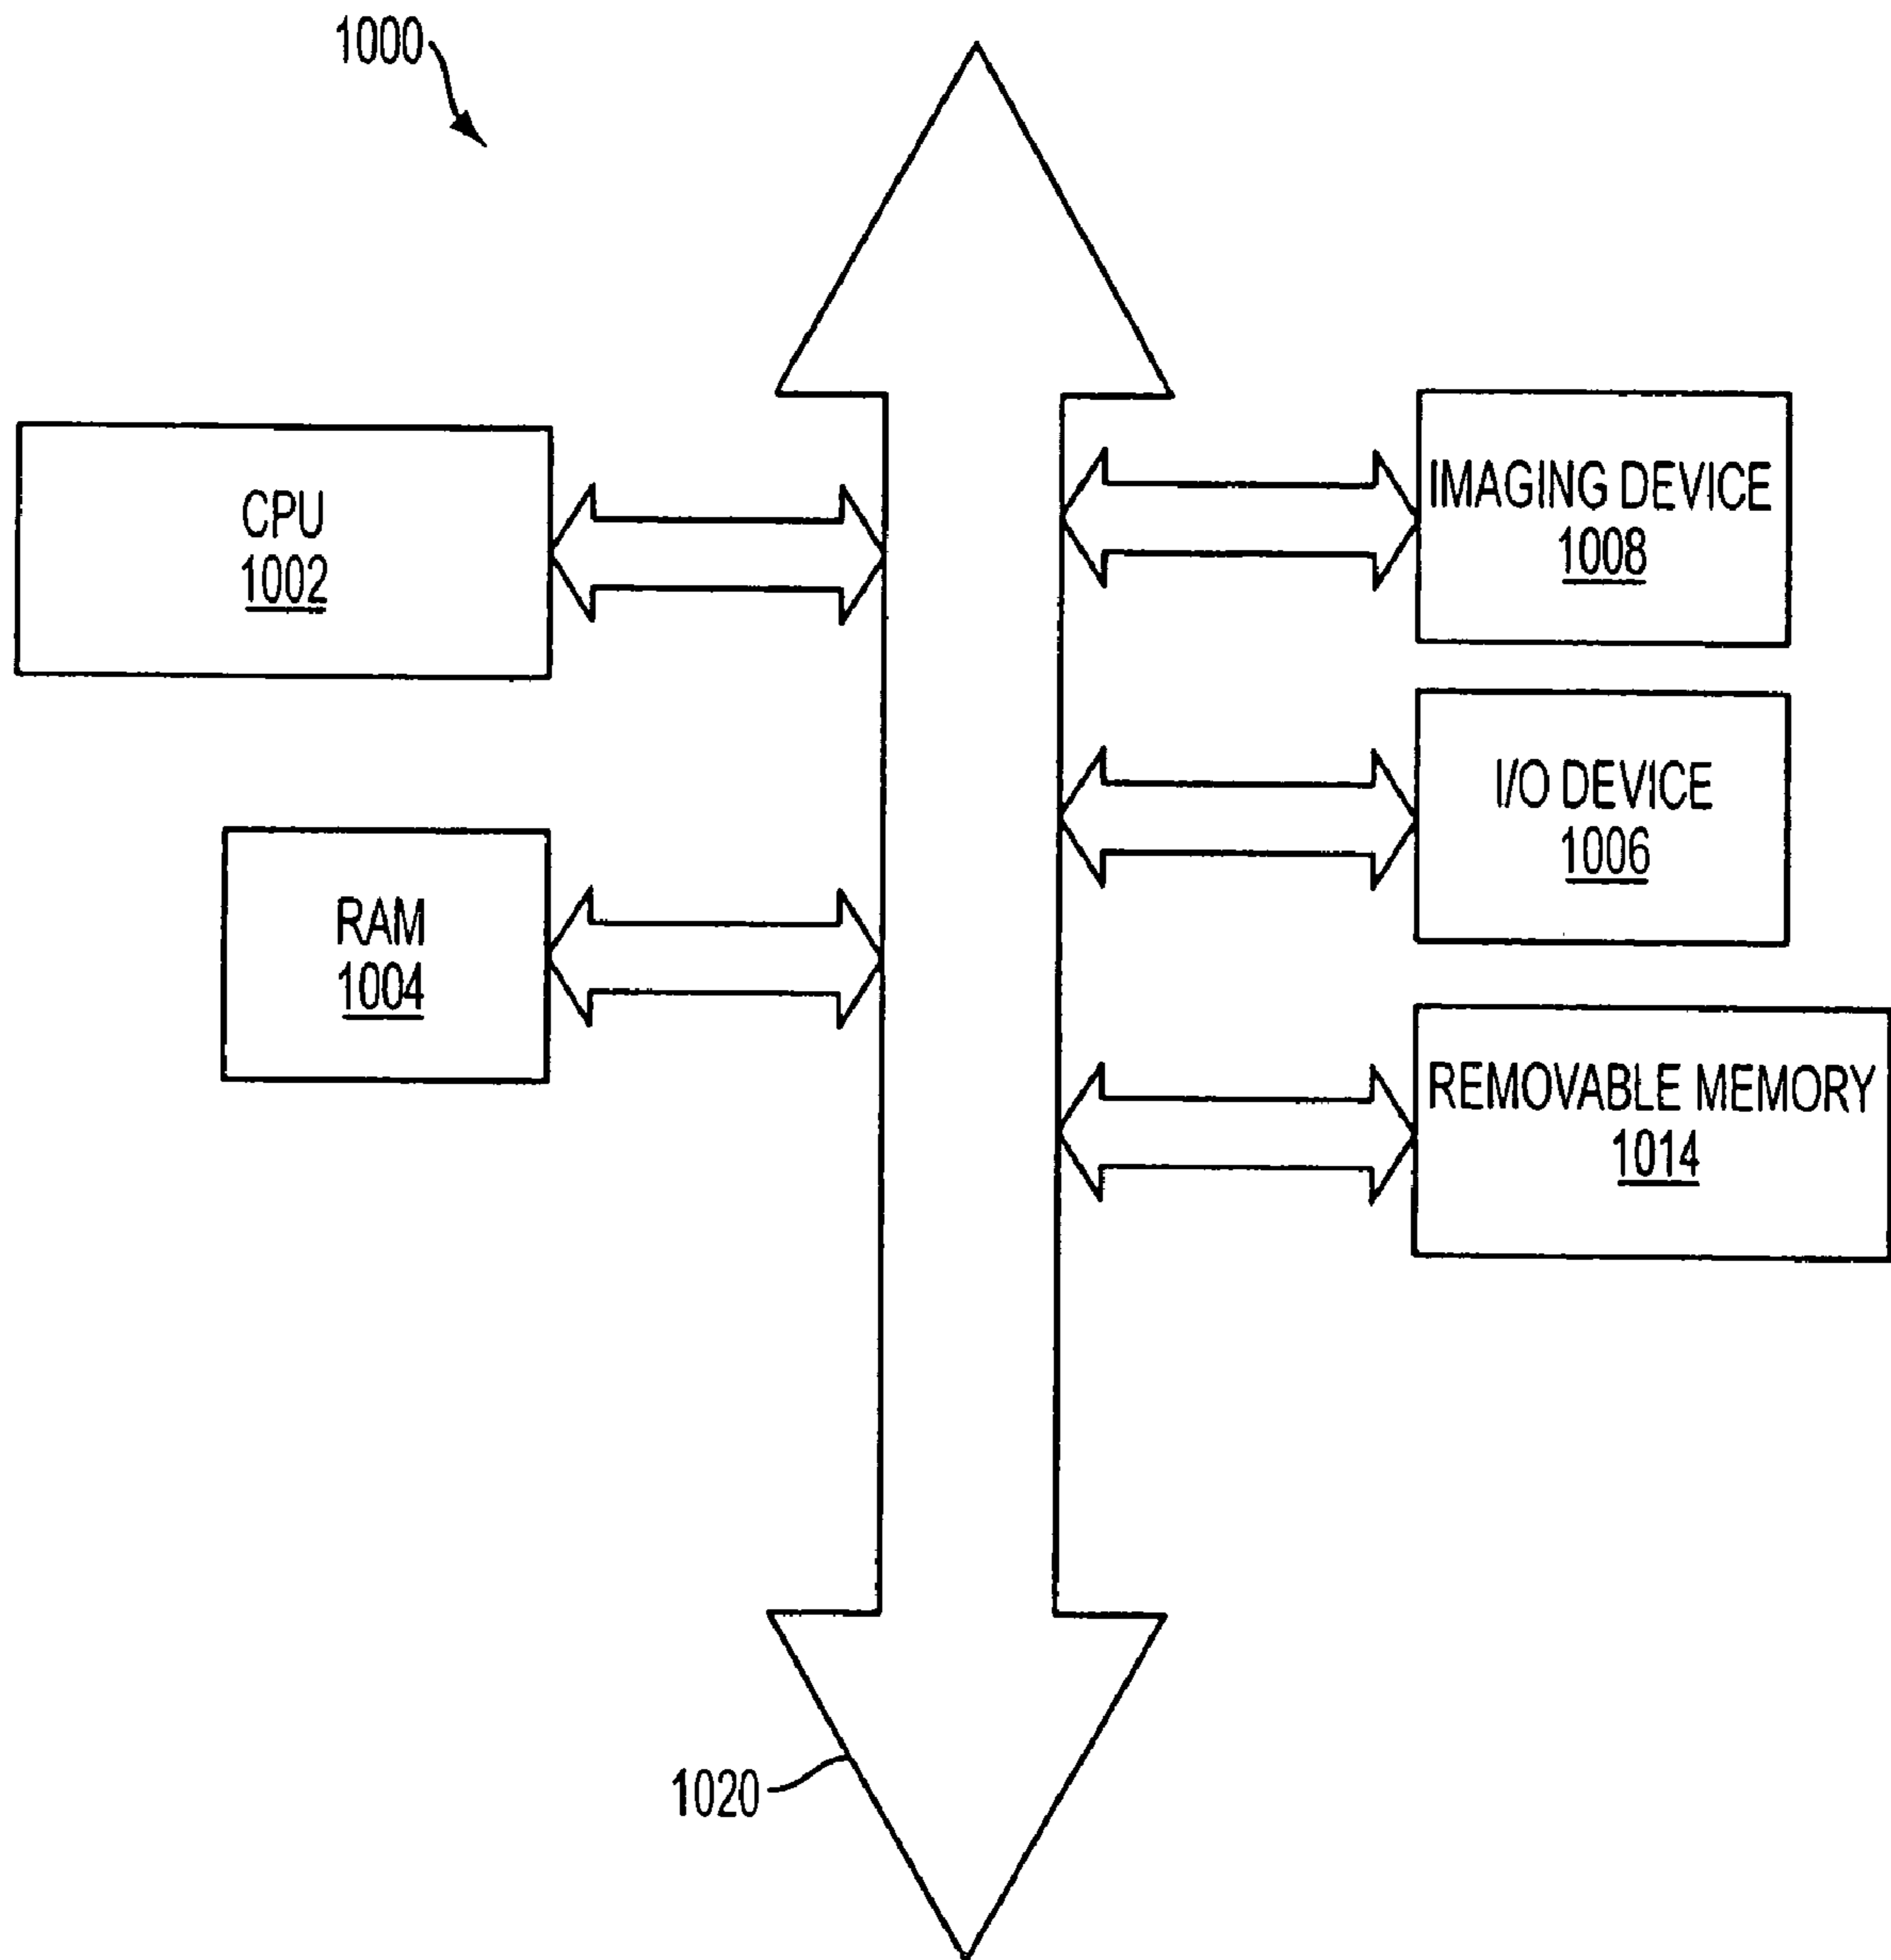 1000
CPU
1002
IMAGING DEVICE
1008
I/O DEVICE
1006
RAM
1004
REMOVABLE MEMORY
1014
1020